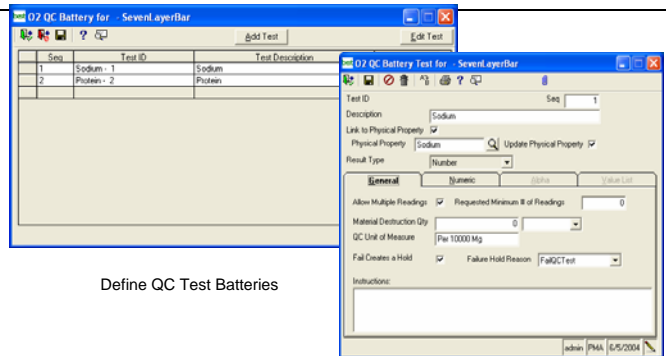 O2 QC Battery for - SevenLayerBar
Add Test
Edit Test
Seq Test ID Test Description
1 Sodium - 1 Sodium
2 Protein - 2 Protein
Define QC Test Batteries
O2 QC Battery Test for - SevenLayerBar
Test ID Seq 1
Description Sodium
Link to Physical Property
Physical Property Sodium Update Physical Property
Result Type Number
General Numeric Alpha Value List
Allow Multiple Readings Requested Minimum # of Readings 0
Material Destruction Qty 0
QC Unit of Measure Per 10000 Mg
Fail Creates a Hold Failure Hold Reason FailQCTest
Instructions:
admin PMA 6/5/2004